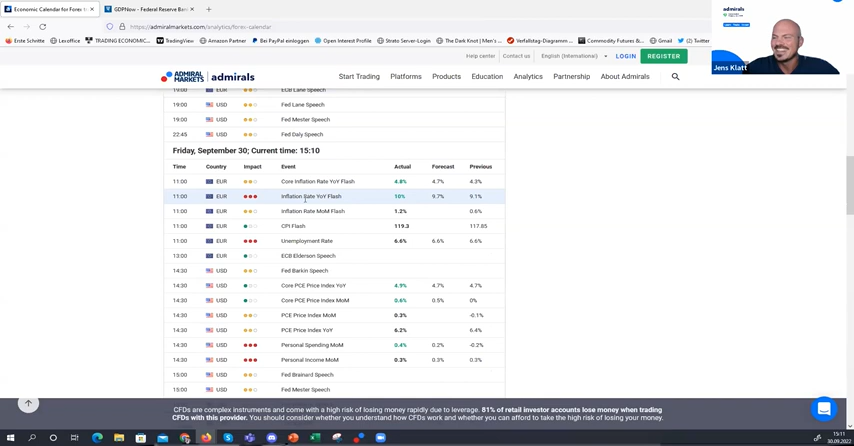 Economic Calendar for Forex t
GDPNow - Federal Reserve Ban
https://admiralmarkets.com/analytics/forex-calendar
Erste Schritte
Lexoffice
TRADING ECONOMIC...
TradingView
Amazon Partner
Bei PayPal einloggen
Open Interest Profile
Strato Server-Login
The Dark Knot | Men's ...
Verfallstag-Diagramm ...
Commodity Futures & ...
Gmail
(2) Twitter
admirals
Jens Klatt
Help center
Contact us
English (International)
LOGIN
REGISTER
ADMIRAL MARKETS | admirals
Start Trading
Platforms
Products
Education
Analytics
Partnership
About Admirals
19:00 EUR ECB Lane Speech
19:00 USD Fed Lane Speech
19:00 USD Fed Mester Speech
22:45 USD Fed Daly Speech
Friday, September 30; Current time: 15:10
Time Country Impact Event Actual Forecast Previous
11:00 EUR Core Inflation Rate YoY Flash 4.8% 4.7% 4.3%
11:00 EUR Inflation Rate YoY Flash 10% 9.7% 9.1%
11:00 EUR Inflation Rate MoM Flash 1.2% 0.6%
11:00 EUR CPI Flash 119.3 117.85
11:00 EUR Unemployment Rate 6.6% 6.6% 6.6%
13:00 EUR ECB Elderson Speech
14:30 USD Fed Barkin Speech
14:30 USD Core PCE Price Index YoY 4.9% 4.7% 4.7%
14:30 USD Core PCE Price Index MoM 0.6% 0.5% 0%
14:30 USD PCE Price Index MoM 0.3% -0.1%
14:30 USD PCE Price Index YoY 6.2% 6.4%
14:30 USD Personal Spending MoM 0.4% 0.2% -0.2%
14:30 USD Personal Income MoM 0.3% 0.3% 0.3%
15:00 USD Fed Brainard Speech
15:00 USD Fed Mester Speech
CFDs are complex instruments and come with a high risk of losing money rapidly due to leverage. 81% of retail investor accounts lose money when trading
CFDs with this provider. You should consider whether you understand how CFDs work and whether you can afford to take the high risk of losing your money.
15:11
30.09.2022